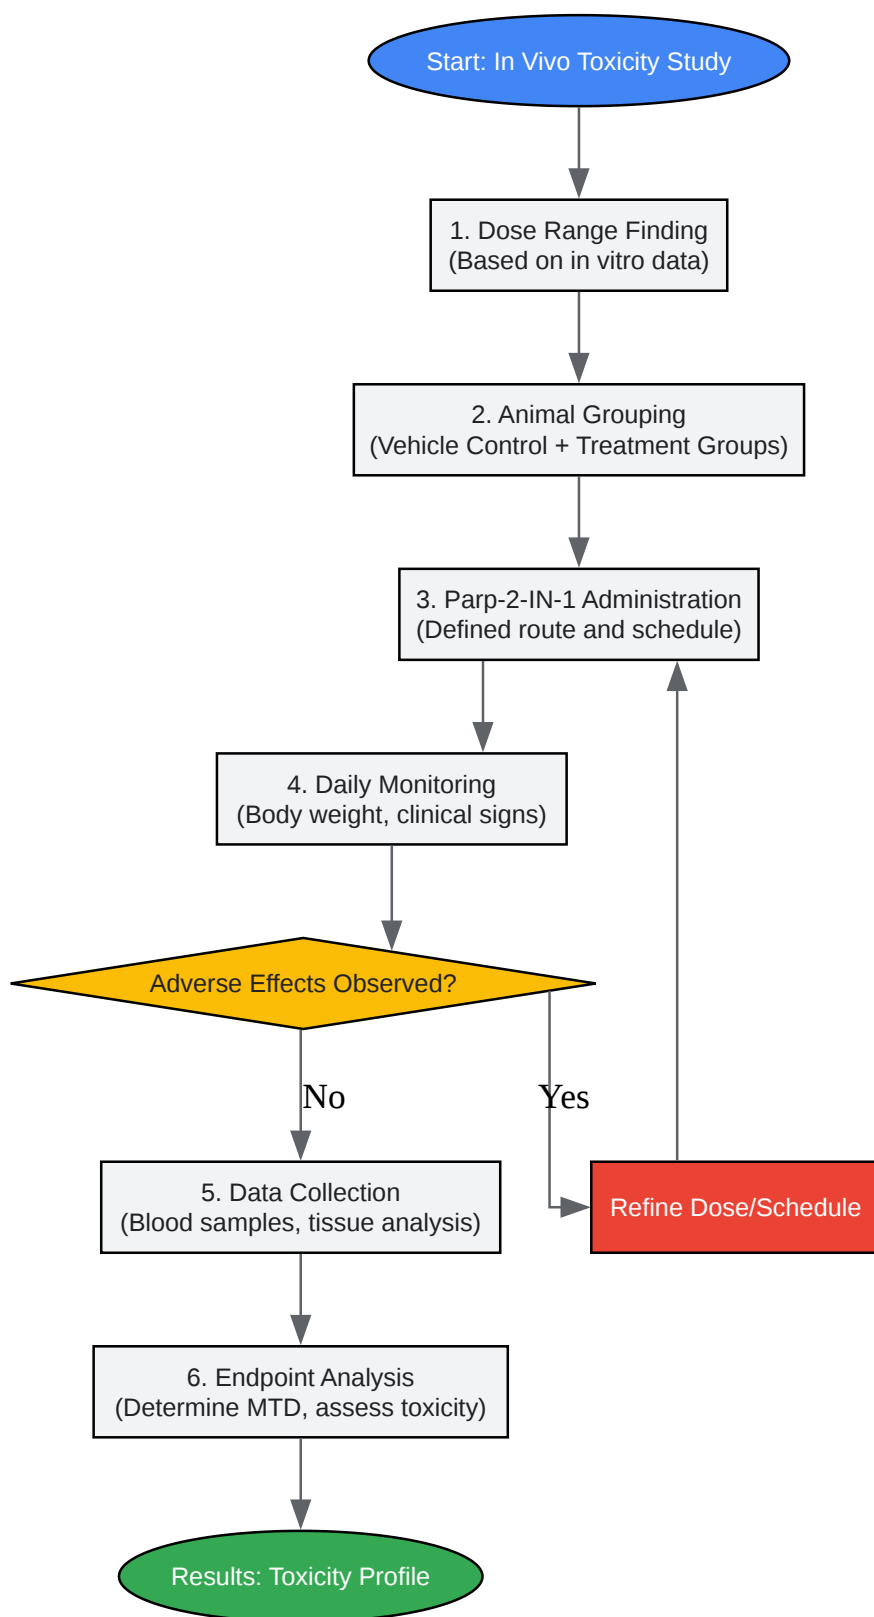 Start: In Vivo Toxicity Study
1. Dose Range Finding
(Based on in vitro data)
2. Animal Grouping
(Vehicle Control + Treatment Groups)
3. Parp-2-IN-1 Administration
(Defined route and schedule)
4. Daily Monitoring
(Body weight, clinical signs)
Adverse Effects Observed?
No
Yes
5. Data Collection
(Blood samples, tissue analysis)
Refine Dose/Schedule
6. Endpoint Analysis
(Determine MTD, assess toxicity)
Results: Toxicity Profile